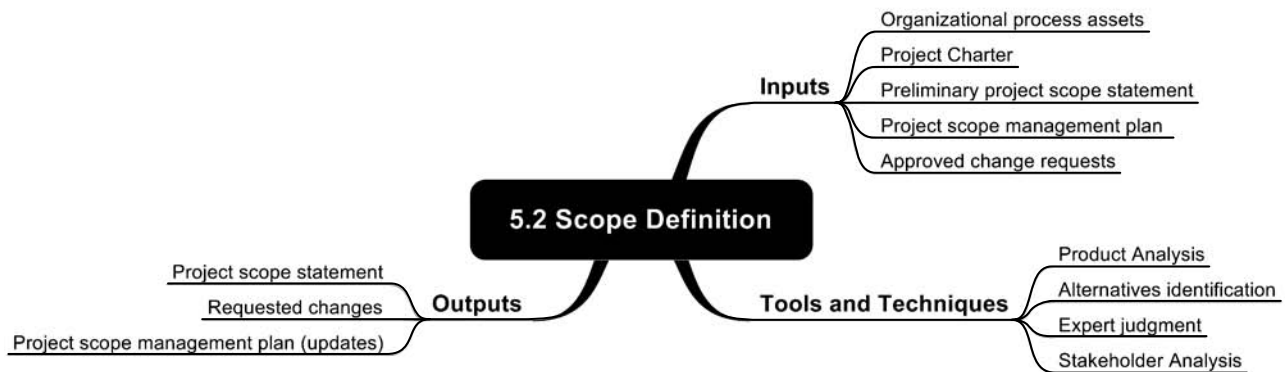 Organizational process assets
Project Charter
Inputs
Preliminary project scope statement
Project scope management plan
Approved change requests
5.2 Scope Definition
Product Analysis
Alternatives identification
Tools and Techniques
Expert judgment
Stakeholder Analysis
Project scope statement
Requested changes
Outputs
Project scope management plan (updates)